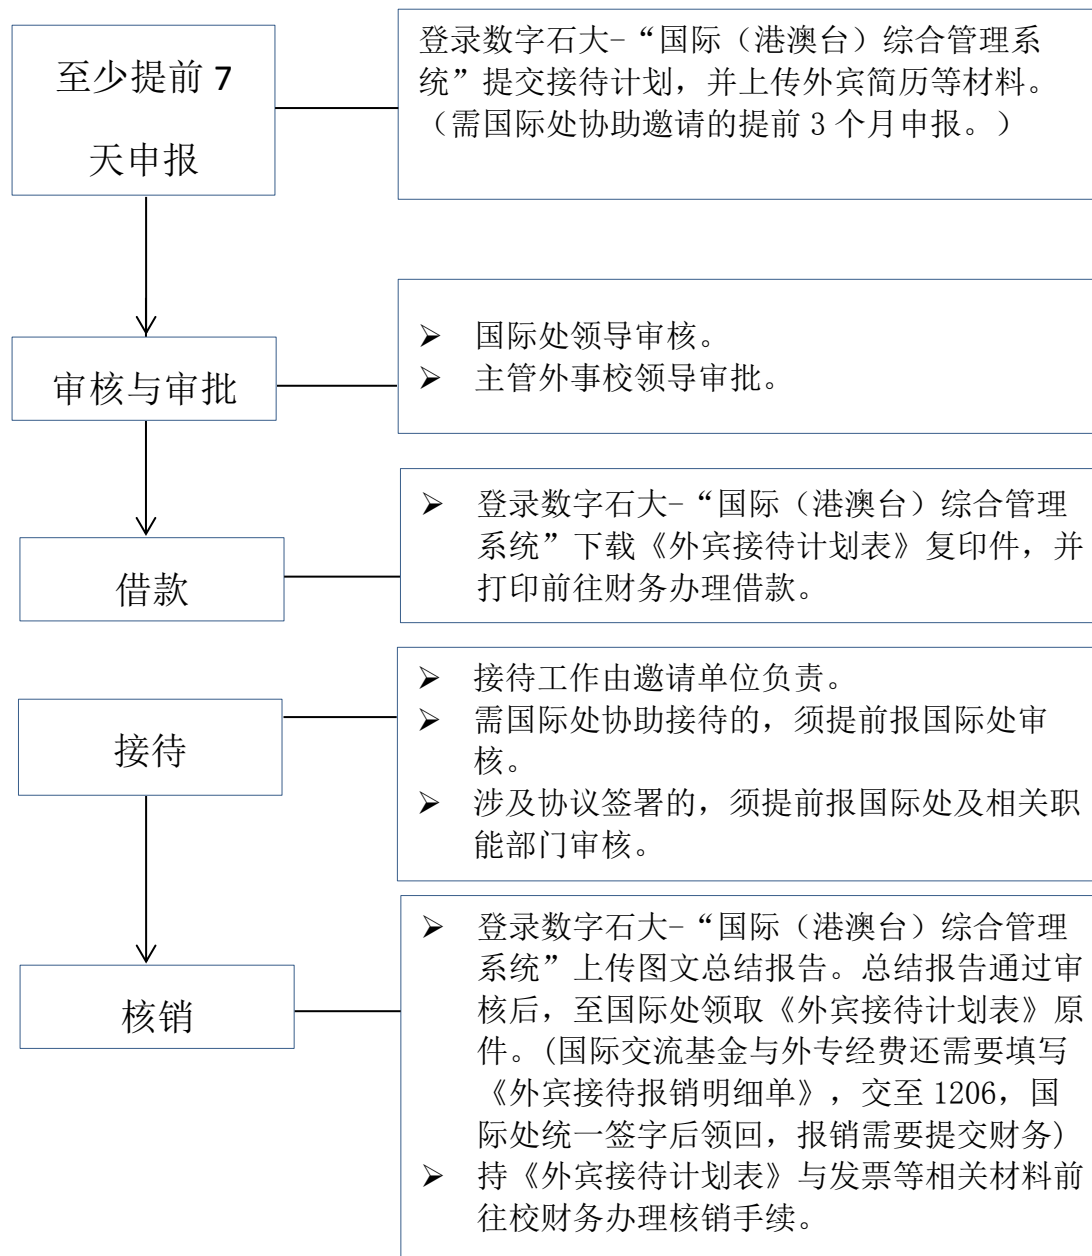 至少提前 7
天申报
登录数字石大-“国际（港澳台）综合管理系
统”提交接待计划，并上传外宾简历等材料。
（需国际处协助邀请的提前 3 个月申报。）
审核与审批
➢ 国际处领导审核。
➢ 主管外事校领导审批。
借款
➢ 登录数字石大-“国际（港澳台）综合管理
系统”下载《外宾接待计划表》复印件，并
打印前往财务办理借款。
接待
➢ 接待工作由邀请单位负责。
➢ 需国际处协助接待的，须提前报国际处审
核。
➢ 涉及协议签署的，须提前报国际处及相关职
能部门审核。
核销
➢ 登录数字石大-“国际（港澳台）综合管理
系统”上传图文总结报告。总结报告通过审
核后，至国际处领取《外宾接待计划表》原
件。(国际交流基金与外专经费还需要填写
《外宾接待报销明细单》，交至 1206，国
际处统一签字后领回，报销需要提交财务)
➢ 持《外宾接待计划表》与发票等相关材料前
往校财务办理核销手续。